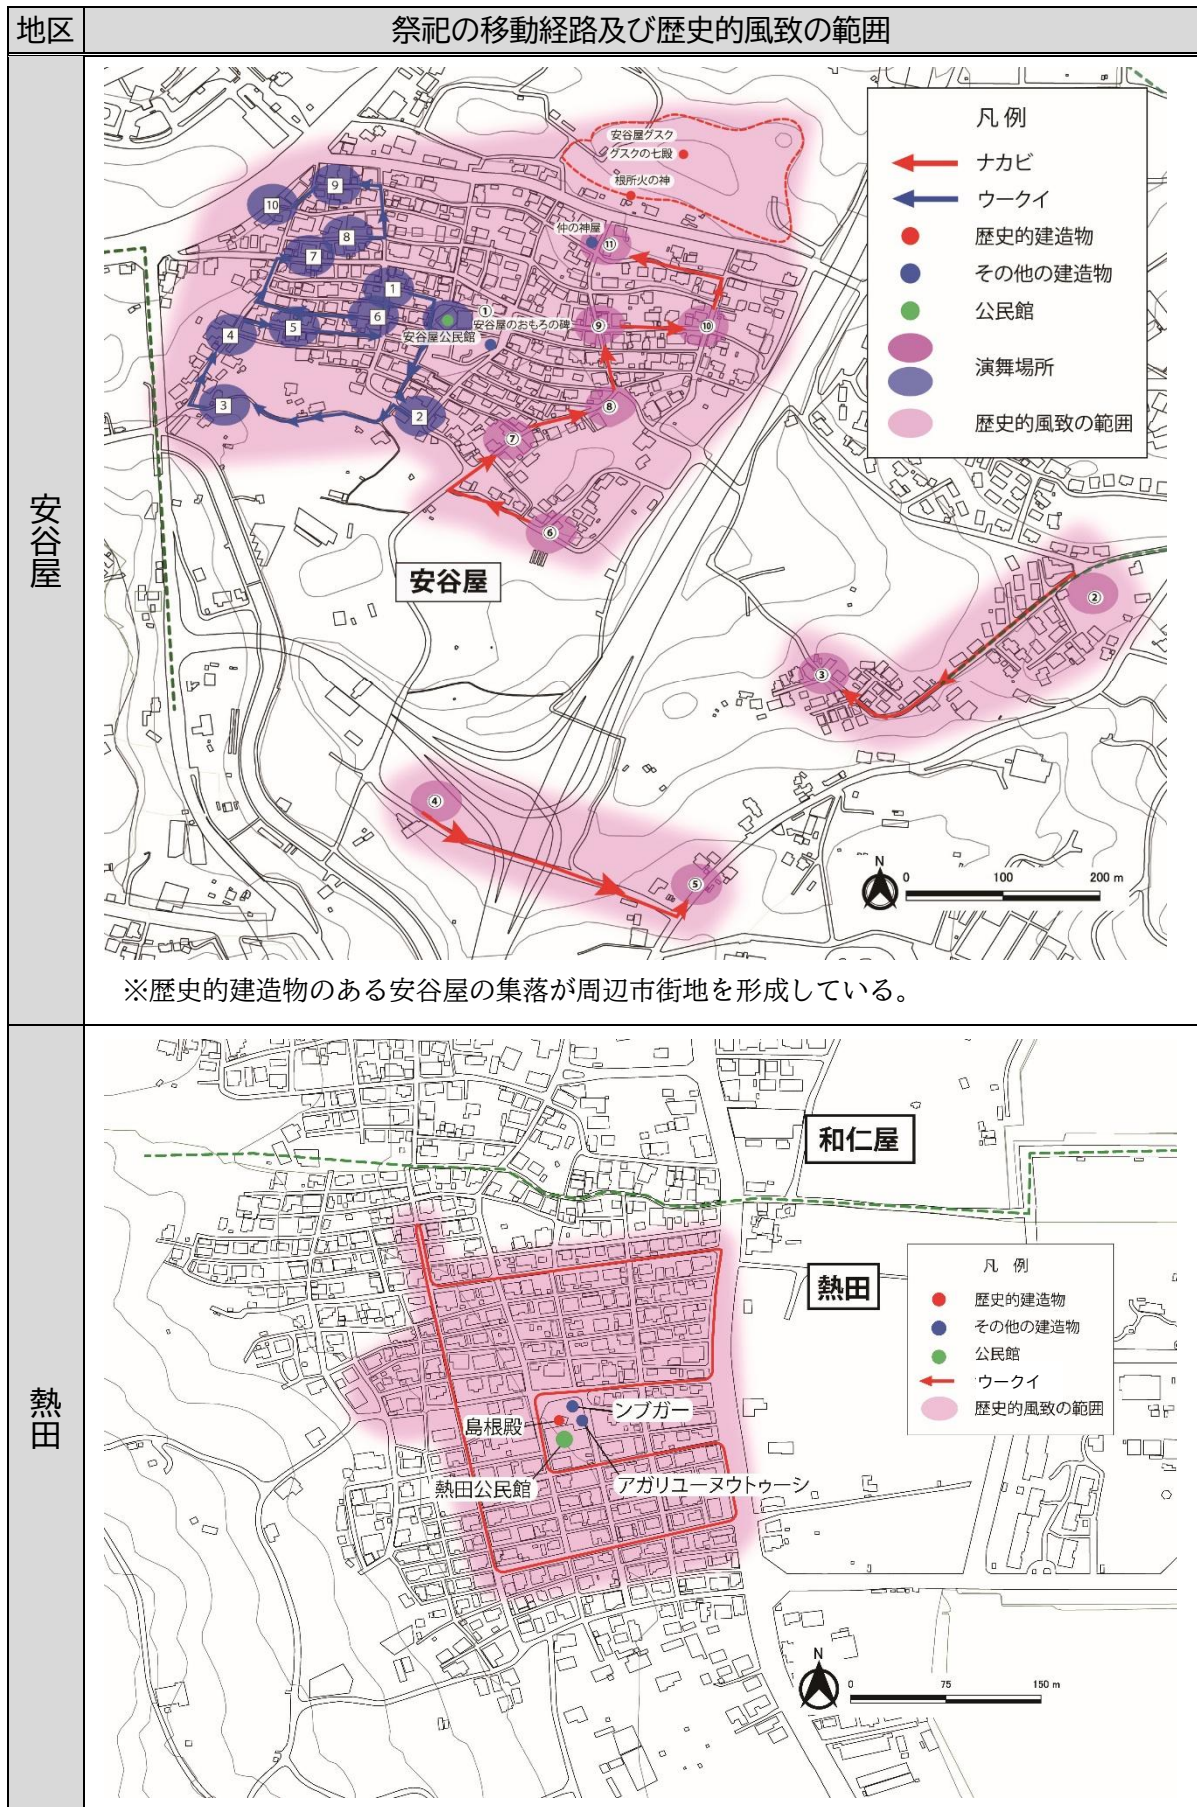 地区
祭祀の移動経路及び歴史的風致の範囲
安谷屋
安谷屋グスク
グスクの七殿
根所火の神
仲の神屋
9
10
8
7
1
6
5
4
3
2
①
安谷屋のおもろの碑
安谷屋公民館
⑪
⑨
⑩
⑧
⑦
⑥
安谷屋
②
③
④
⑤
凡例
ナカビ
ウークイ
歴史的建造物
その他の建造物
公民館
演舞場所
歴史的風致の範囲
N
0 100 200 m
※歴史的建造物のある安谷屋の集落が周辺市街地を形成している。
熱田
和仁屋
熱田
凡例
歴史的建造物
その他の建造物
公民館
ウークイ
歴史的風致の範囲
ンブガー
島根殿
熱田公民館
アガリユーヌウトゥーシ
N
0 75 150 m